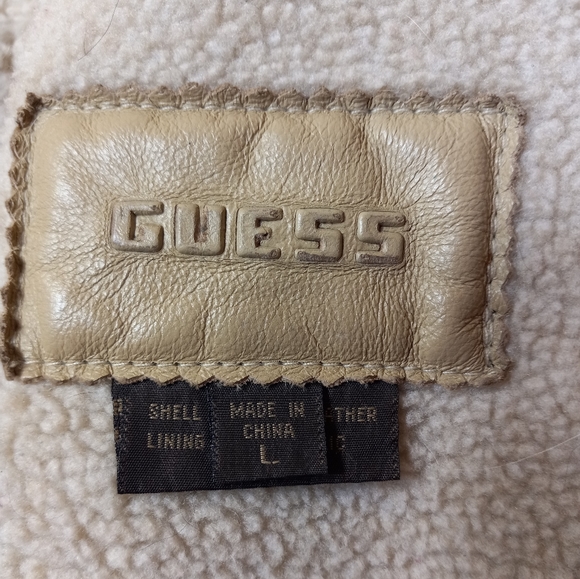 GUESS
SHELL
LINING
MADE IN
CHINA
L
THER